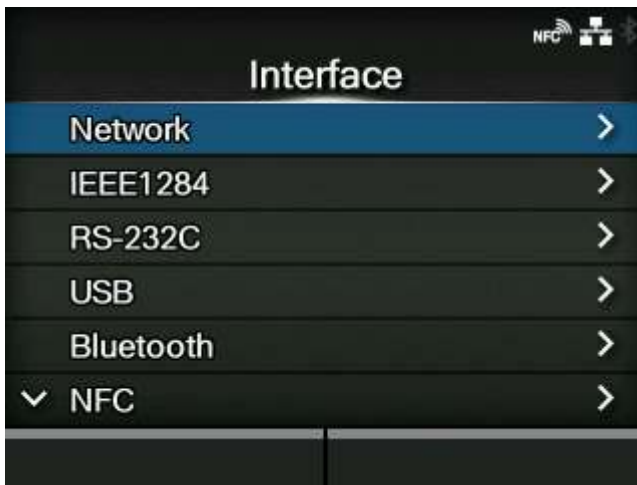 NFC
Interface
Network
IEEE1284
RS-232C
USB
Bluetooth
NFC